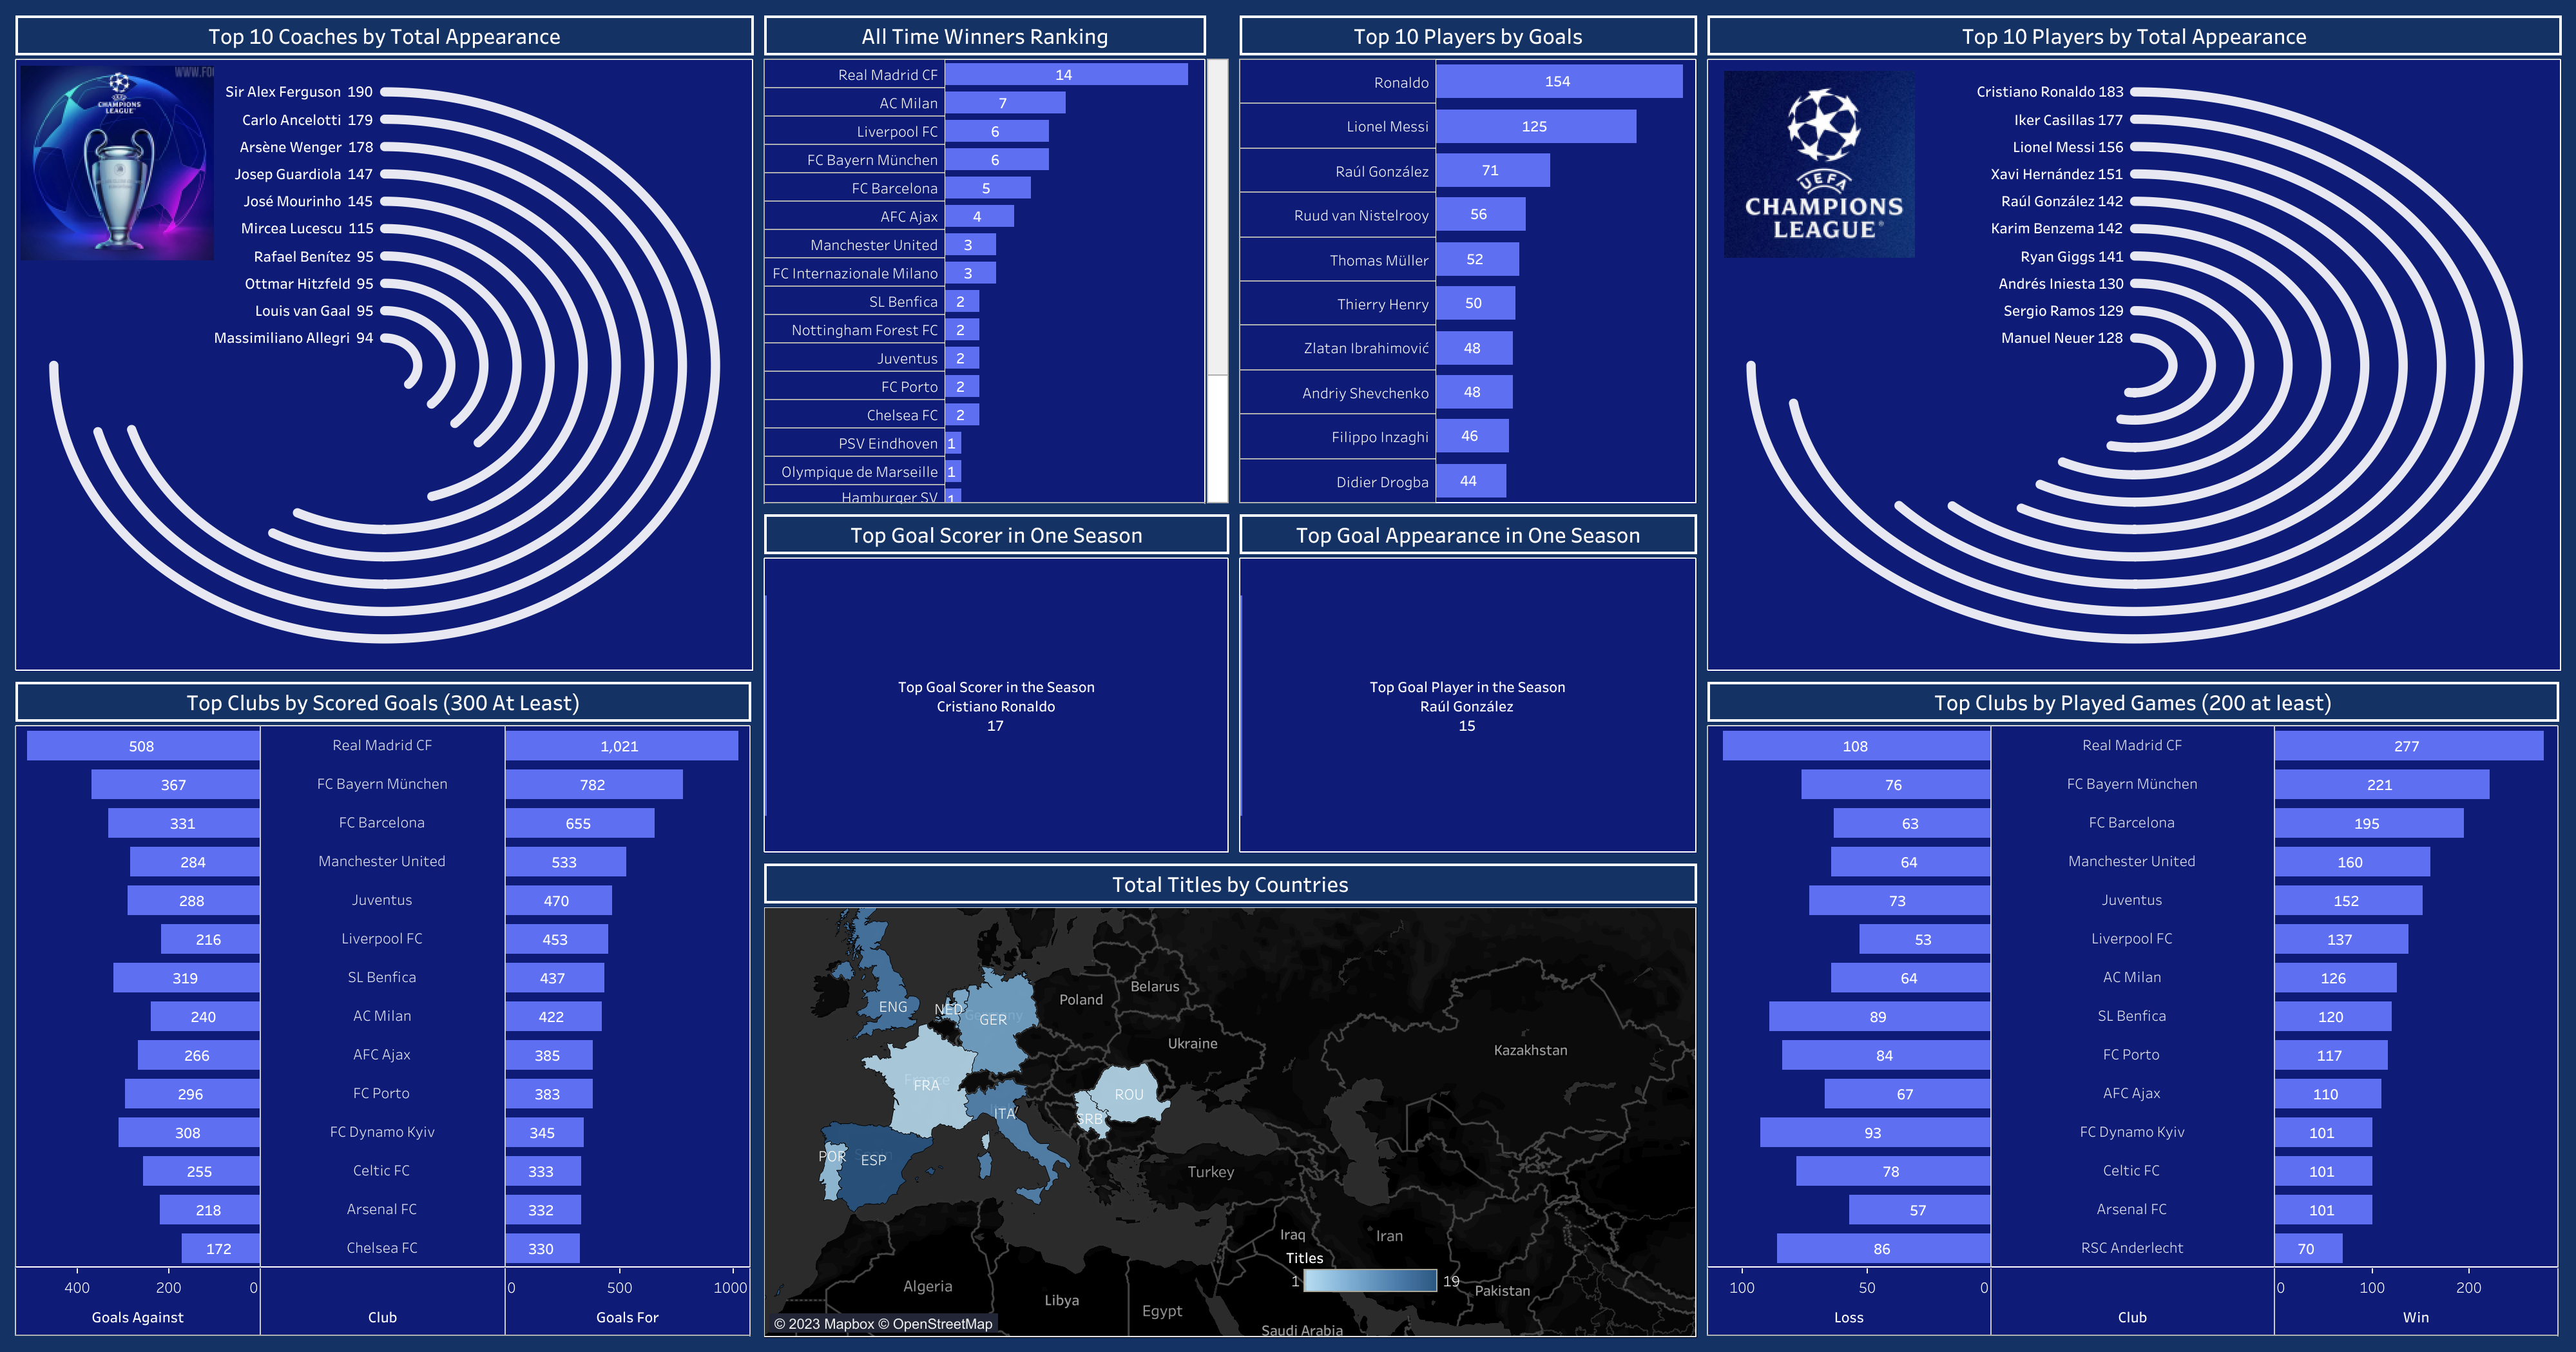 Top 10 Coaches by Total Appearance
CHAMPIONS
LEAGUE
Sir Alex Ferguson 190
Carlo Ancelotti 179
Arsène Wenger 178
Josep Guardiola 147
José Mourinho 145
Mircea Lucescu 115
Rafael Benítez 95
Ottmar Hitzfeld 95
Louis van Gaal 95
Massimiliano Allegri 94
All Time Winners Ranking
Real Madrid CF 14
AC Milan 7
Liverpool FC 6
FC Bayern München 6
FC Barcelona 5
AFC Ajax 4
Manchester United 3
FC Internazionale Milano 3
SL Benfica 2
Nottingham Forest FC 2
Juventus 2
FC Porto 2
Chelsea FC 2
PSV Eindhoven 1
Olympique de Marseille 1
Hamburger SV 1
Top 10 Players by Goals
Ronaldo 154
Lionel Messi 125
Raúl González 71
Ruud van Nistelrooy 56
Thomas Müller 52
Thierry Henry 50
Zlatan Ibrahimović 48
Andriy Shevchenko 48
Filippo Inzaghi 46
Didier Drogba 44
Top 10 Players by Total Appearance
UEFA
CHAMPIONS
LEAGUE
Cristiano Ronaldo 183
Iker Casillas 177
Lionel Messi 156
Xavi Hernández 151
Raúl González 142
Karim Benzema 142
Ryan Giggs 141
Andrés Iniesta 130
Sergio Ramos 129
Manuel Neuer 128
Top Goal Scorer in One Season
Top Goal Scorer in the Season
Cristiano Ronaldo
17
Top Goal Appearance in One Season
Top Goal Player in the Season
Raúl González
15
Top Clubs by Scored Goals (300 At Least)
508 Real Madrid CF 1,021
367 FC Bayern München 782
331 FC Barcelona 655
284 Manchester United 533
288 Juventus 470
216 Liverpool FC 453
319 SL Benfica 437
240 AC Milan 422
266 AFC Ajax 385
296 FC Porto 383
308 FC Dynamo Kyiv 345
255 Celtic FC 333
218 Arsenal FC 332
172 Chelsea FC 330
400 200 0 0 500 1000
Goals Against Club Goals For
Total Titles by Countries
Belarus
Poland
ENG
NED
Germany
GER
Ukraine
Kazakhstan
France
FRA
ROU
ITA
SRB
POR
ESP
Turkey
Iraq
Iran
Titles
1 19
Algeria
Pakistan
Libya
Egypt
Saudi Arabia
© 2023 Mapbox © OpenStreetMap
Top Clubs by Played Games (200 at least)
108 Real Madrid CF 277
76 FC Bayern München 221
63 FC Barcelona 195
64 Manchester United 160
73 Juventus 152
53 Liverpool FC 137
64 AC Milan 126
89 SL Benfica 120
84 FC Porto 117
67 AFC Ajax 110
93 FC Dynamo Kyiv 101
78 Celtic FC 101
57 Arsenal FC 101
86 RSC Anderlecht 70
100 50 0 0 100 200
Loss Club Win